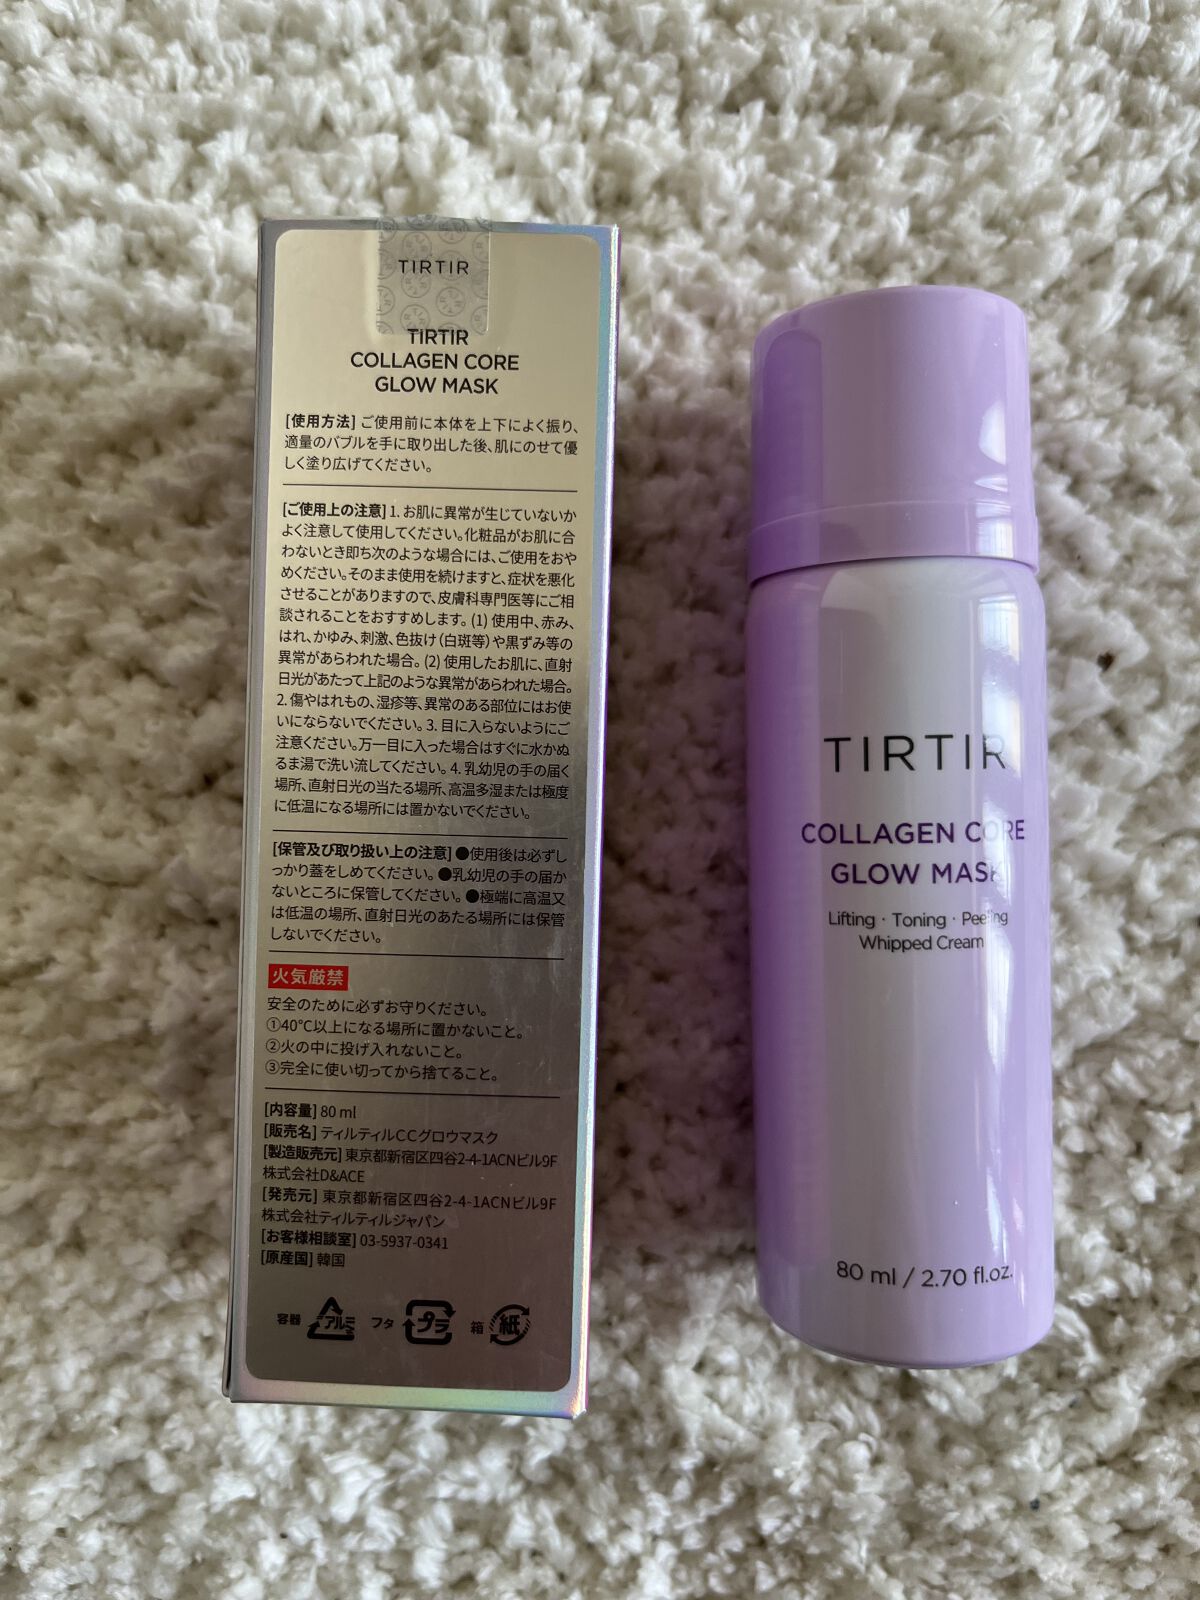 TIRTIR
TIRTIR
COLLAGEN CORE
GLOW MASK
[使用方法] ご使用前に本体を上下によく振り、
適量のバブルを手に取り出した後、肌にのせて優
しく塗り広げてください。
[ご使用上の注意] 1. お肌に異常が生じていないか
よく注意して使用してください。化粧品がお肌に合
わないとき即ち次のような場合には、ご使用をおや
めください。そのまま使用を続けますと、症状を悪化
させることがありますので、皮膚科専門医等にご相
談されることをおすすめします。(1) 使用中、赤み、
はれ、かゆみ、刺激、色抜け（白斑等）や黒ずみ等の
異常があらわれた場合。(2) 使用したお肌に、直射
日光があたって上記のような異常があらわれた場合。
2. 傷やはれもの、湿疹等、異常のある部位にはお使
いにならないでください。3. 目に入らないようにご
注意ください。万一目に入った場合はすぐに水かぬ
るま湯で洗い流してください。4. 乳幼児の手の届く
場所、直射日光の当たる場所、高温多湿または極度
に低温になる場所には置かないでください。
[保管及び取り扱い上の注意] ●使用後は必ずし
っかり蓋をしめてください。●乳幼児の手の届か
ないところに保管してください。●極端に高温又
は低温の場所、直射日光のあたる場所には保管
しないでください。
火気厳禁
安全のために必ずお守りください。
①40℃以上になる場所に置かないこと。
②火の中に投げ入れないこと。
③完全に使い切ってから捨てること。
[内容量] 80 ml
[販売名] ティルティルCCグロウマスク
[製造販売元] 東京都新宿区四谷2-4-1ACNビル9F
株式会社D&ACE
[発売元] 東京都新宿区四谷2-4-1ACNビル9F
株式会社ティルティルジャパン
[お客様相談室] 03-5937-0341
[原産国] 韓国
容器 アルミ フタ プラ 箱 紙
TIRTIR
COLLAGEN CORE
GLOW MASK
Lifting · Toning · Peeling
Whipped Cream
80 ml / 2.70 fl.oz.